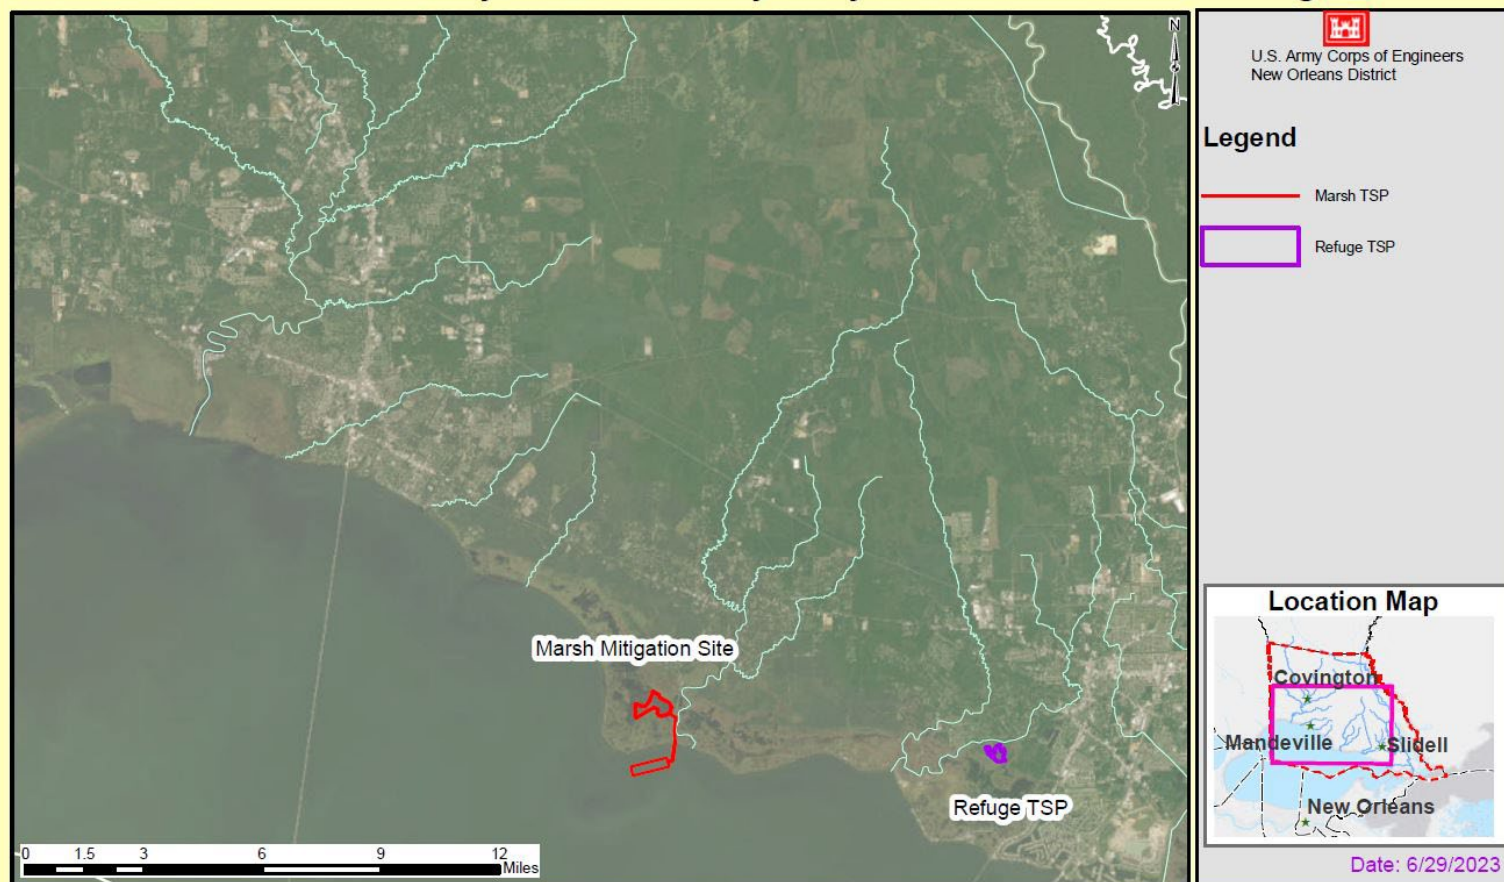 N
U.S. Army Corps of Engineers
New Orleans District
Legend
Marsh TSP
Refuge TSP
Marsh Mitigation Site
Refuge TSP
0 1.5 3 6 9 12
Miles
Location Map
Covington
Mandeville
Slidell
New Orleans
Date: 6/29/2023